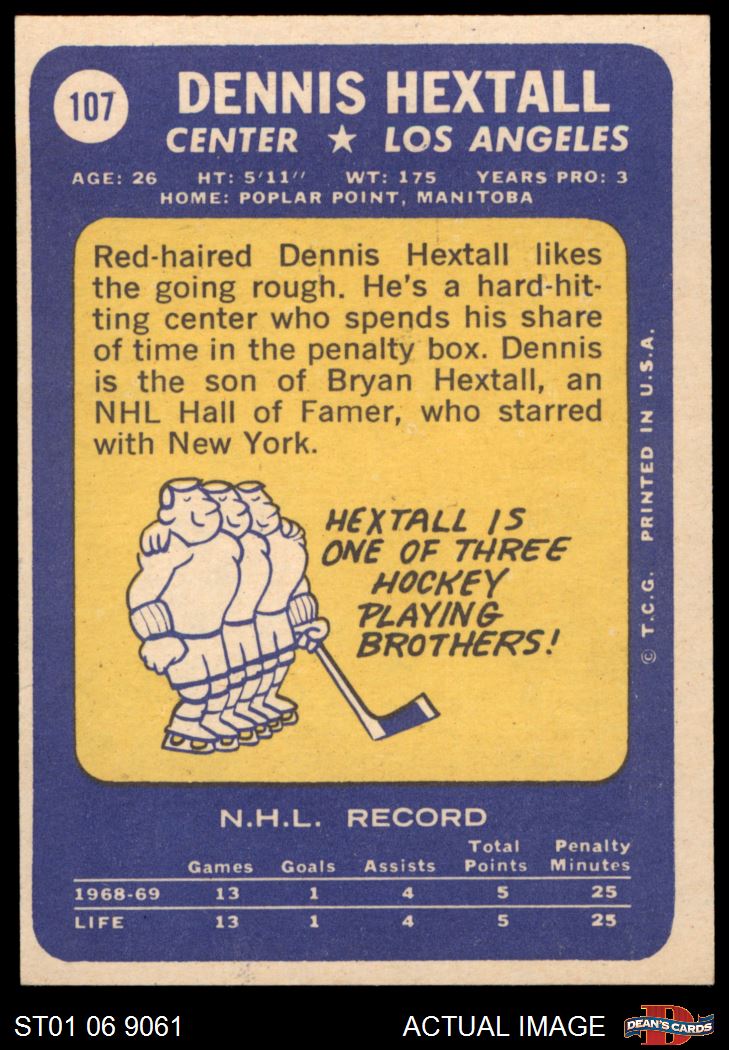 107
DENNIS HEXTALL
CENTER ★ LOS ANGELES
AGE: 26 HT: 5'11" WT: 175 YEARS PRO: 3
HOME: POPLAR POINT, MANITOBA
Red-haired Dennis Hextall likes
the going rough. He's a hard-hit-
ting center who spends his share
of time in the penalty box. Dennis
is the son of Bryan Hextall, an
NHL Hall of Famer, who starred
with New York.
HEXTALL IS
ONE OF THREE
HOCKEY
PLAYING
BROTHERS!
© T.C.G. PRINTED IN U.S.A.
N.H.L. RECORD
Games Goals Assists Total Points Penalty Minutes
1968-69 13 1 4 5 25
LIFE 13 1 4 5 25
ST01 06 9061 ACTUAL IMAGE
D
DEAN'S CARDS